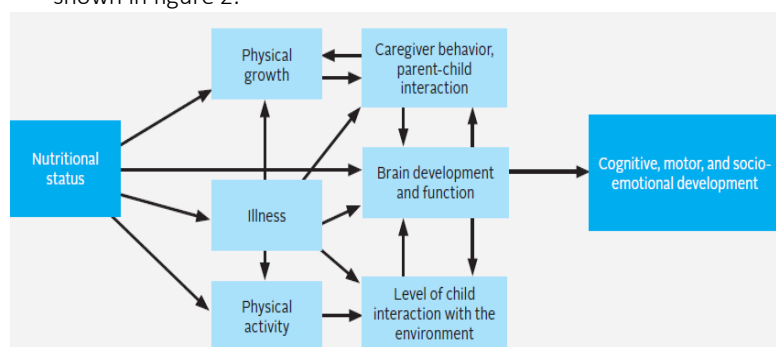 shown in figure 2.
Physical
growth
Caregiver behavior,
parent-child
interaction
Nutritional
status
Brain development
and function
Cognitive, motor, and socio-
emotional development
Illness
Physical
activity
Level of child
interaction with the
environment